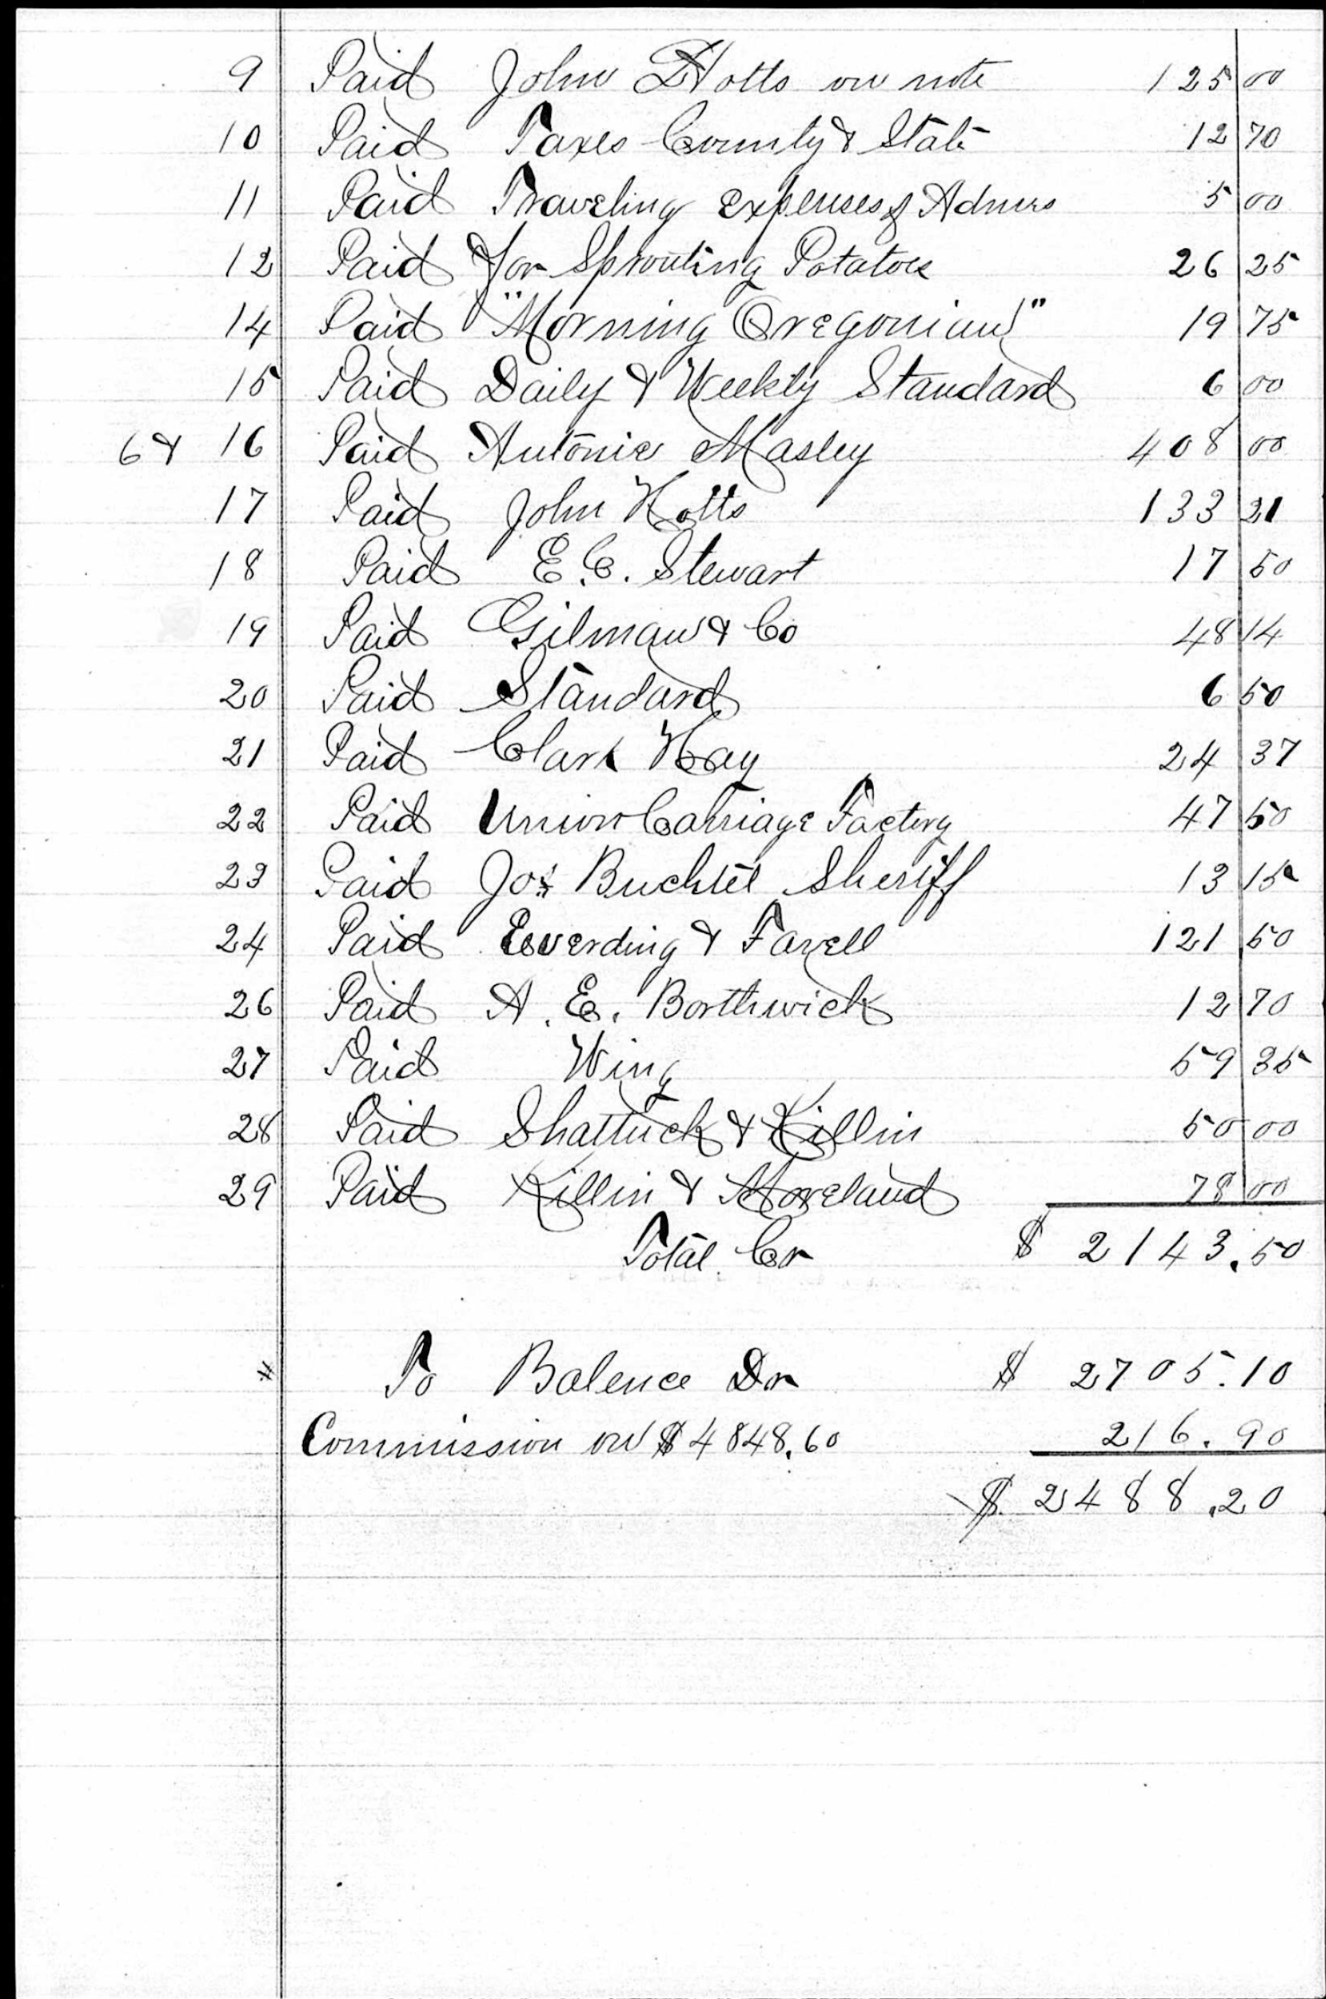 9 Paid John Hotts on note 125 00
10 Paid Taxes County & State 12 70
11 Paid Traveling expenses of Admrs 5 00
12 Paid for Sprouting Potatoes 26 25
14 Paid "Morning Oregonian" 19 75
15 Paid Daily & Weekly Standard 6 00
6 & 16 Paid Antonie Masley 408 00
17 Paid John Hotts 133 21
18 Paid E. C. Stewart 17 50
19 Paid Gilman & Co 48 14
20 Paid Standard 6 50
21 Paid Clark Hay 24 37
22 Paid Union Carriage Factory 47 50
23 Paid Jos Buchtel Sheriff 13 15
24 Paid Everding & Farell 121 50
26 Paid A. E. Borthwick 12 70
27 Paid Wing 59 35
28 Paid Shattuck & Killin 50 00
29 Paid Killin & Moreland 78 00
Total Cr $ 2143.50
# To Balence Dr $ 2705.10
Commission on $4848.60 216.90
$ 2488.20